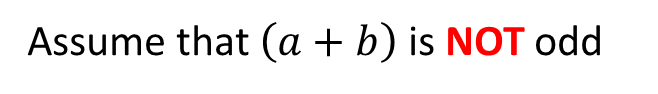 Assume that (a + b) is NOT odd